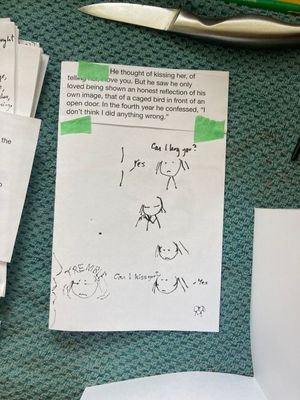 He thought of kissing her, of
telling her, I love you. But he saw he only
loved being shown an honest reflection of his
own image, that of a caged bird in front of an
open door. In the fourth year he confessed, "I
don't think I did anything wrong."
Can I hug you?
Yes
TREMBLE
Can I kiss you?
- Yes
the